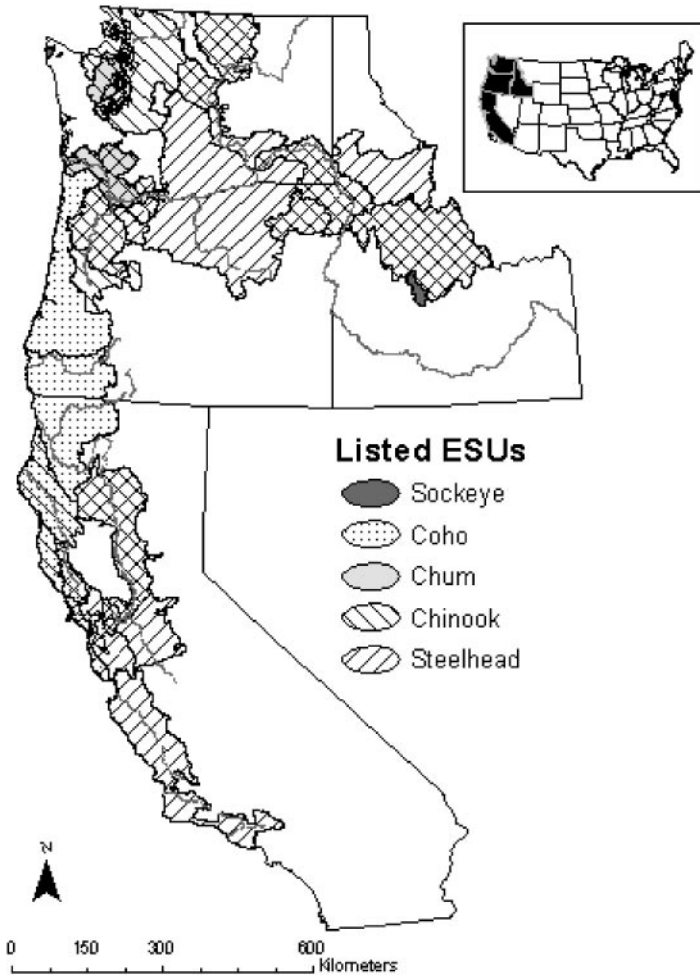 Listed ESUs
Sockeye
Coho
Chum
Chinook
Steelhead
N
0 150 300 600
Kilometers